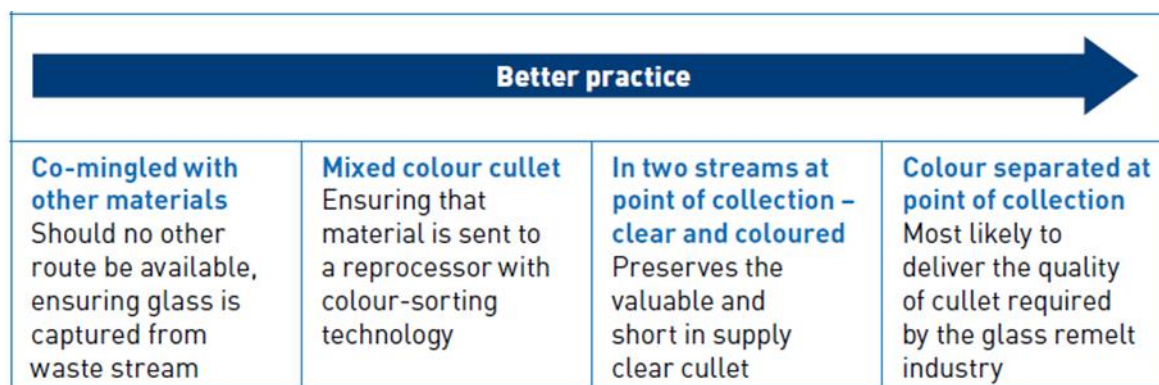 Better practice
Co-mingled with
other materials
Should no other
route be available,
ensuring glass is
captured from
waste stream
Mixed colour cullet
Ensuring that
material is sent to
a reprocessor with
colour-sorting
technology
In two streams at
point of collection –
clear and coloured
Preserves the
valuable and
short in supply
clear cullet
Colour separated at
point of collection
Most likely to
deliver the quality
of cullet required
by the glass remelt
industry